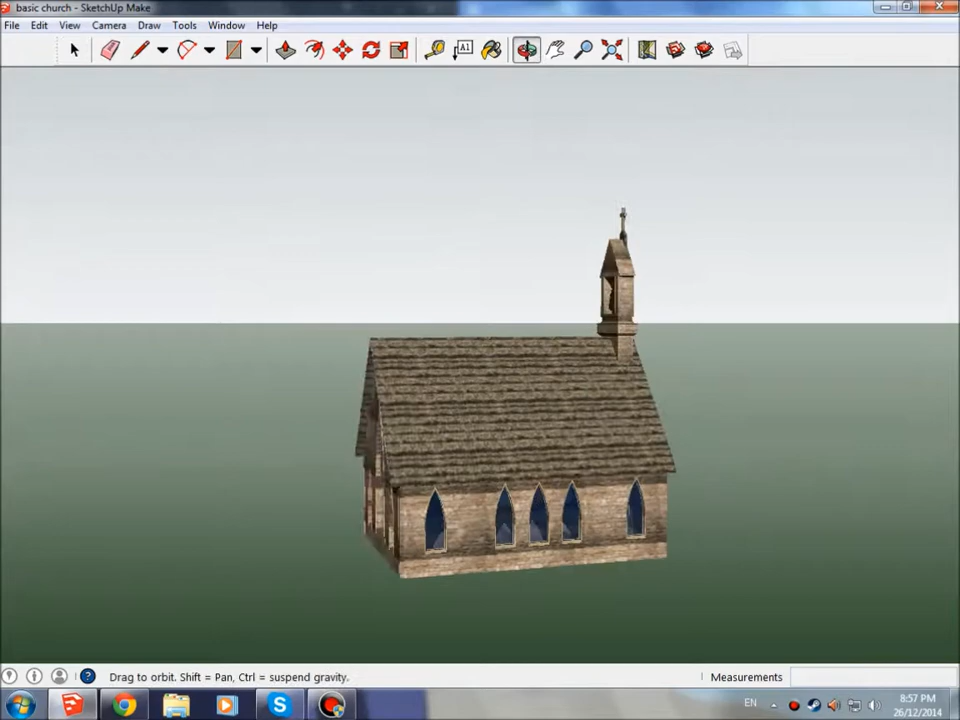 basic church - SketchUp Make
File Edit View Camera Draw Tools Window Help
A1
Drag to orbit. Shift = Pan, Ctrl = suspend gravity.
Measurements
EN
8:57 PM
26/12/2014